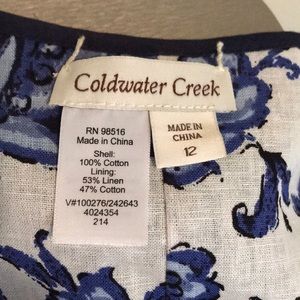 Coldwater Creek
RN 98516
Made in China
Shell:
100% Cotton
Lining:
53% Linen
47% Cotton
V#100276/242643
4024354
214
MADE IN
CHINA
12